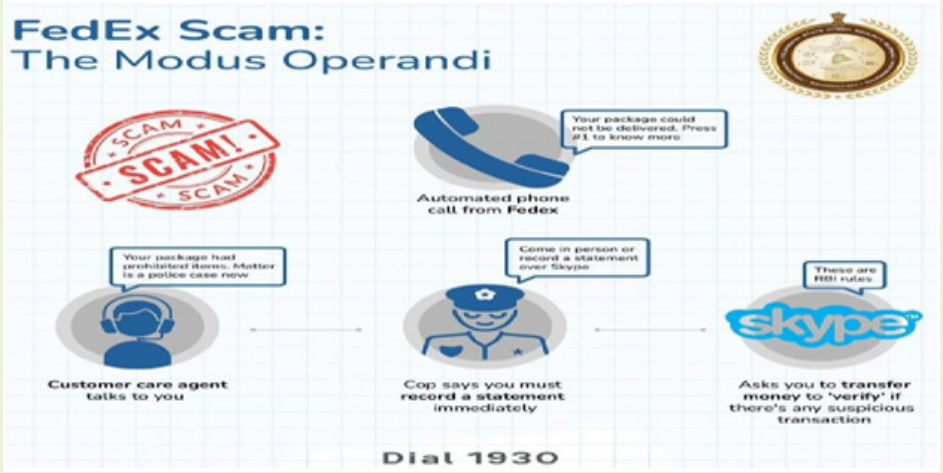 FedEx Scam:
The Modus Operandi
SCAM
SCAM!
SCAM
Your package could
not be delivered. Press
#1 to know more
Automated phone
call from Fedex
Your package had
prohibited items. Matter
is a police case now
Customer care agent
talks to you
Come in person or
record a statement
over Skype
Cop says you must
record a statement
immediately
These are
RBI rules
skype™
Asks you to transfer
money to 'verify' if
there's any suspicious
transaction
Dial 1930